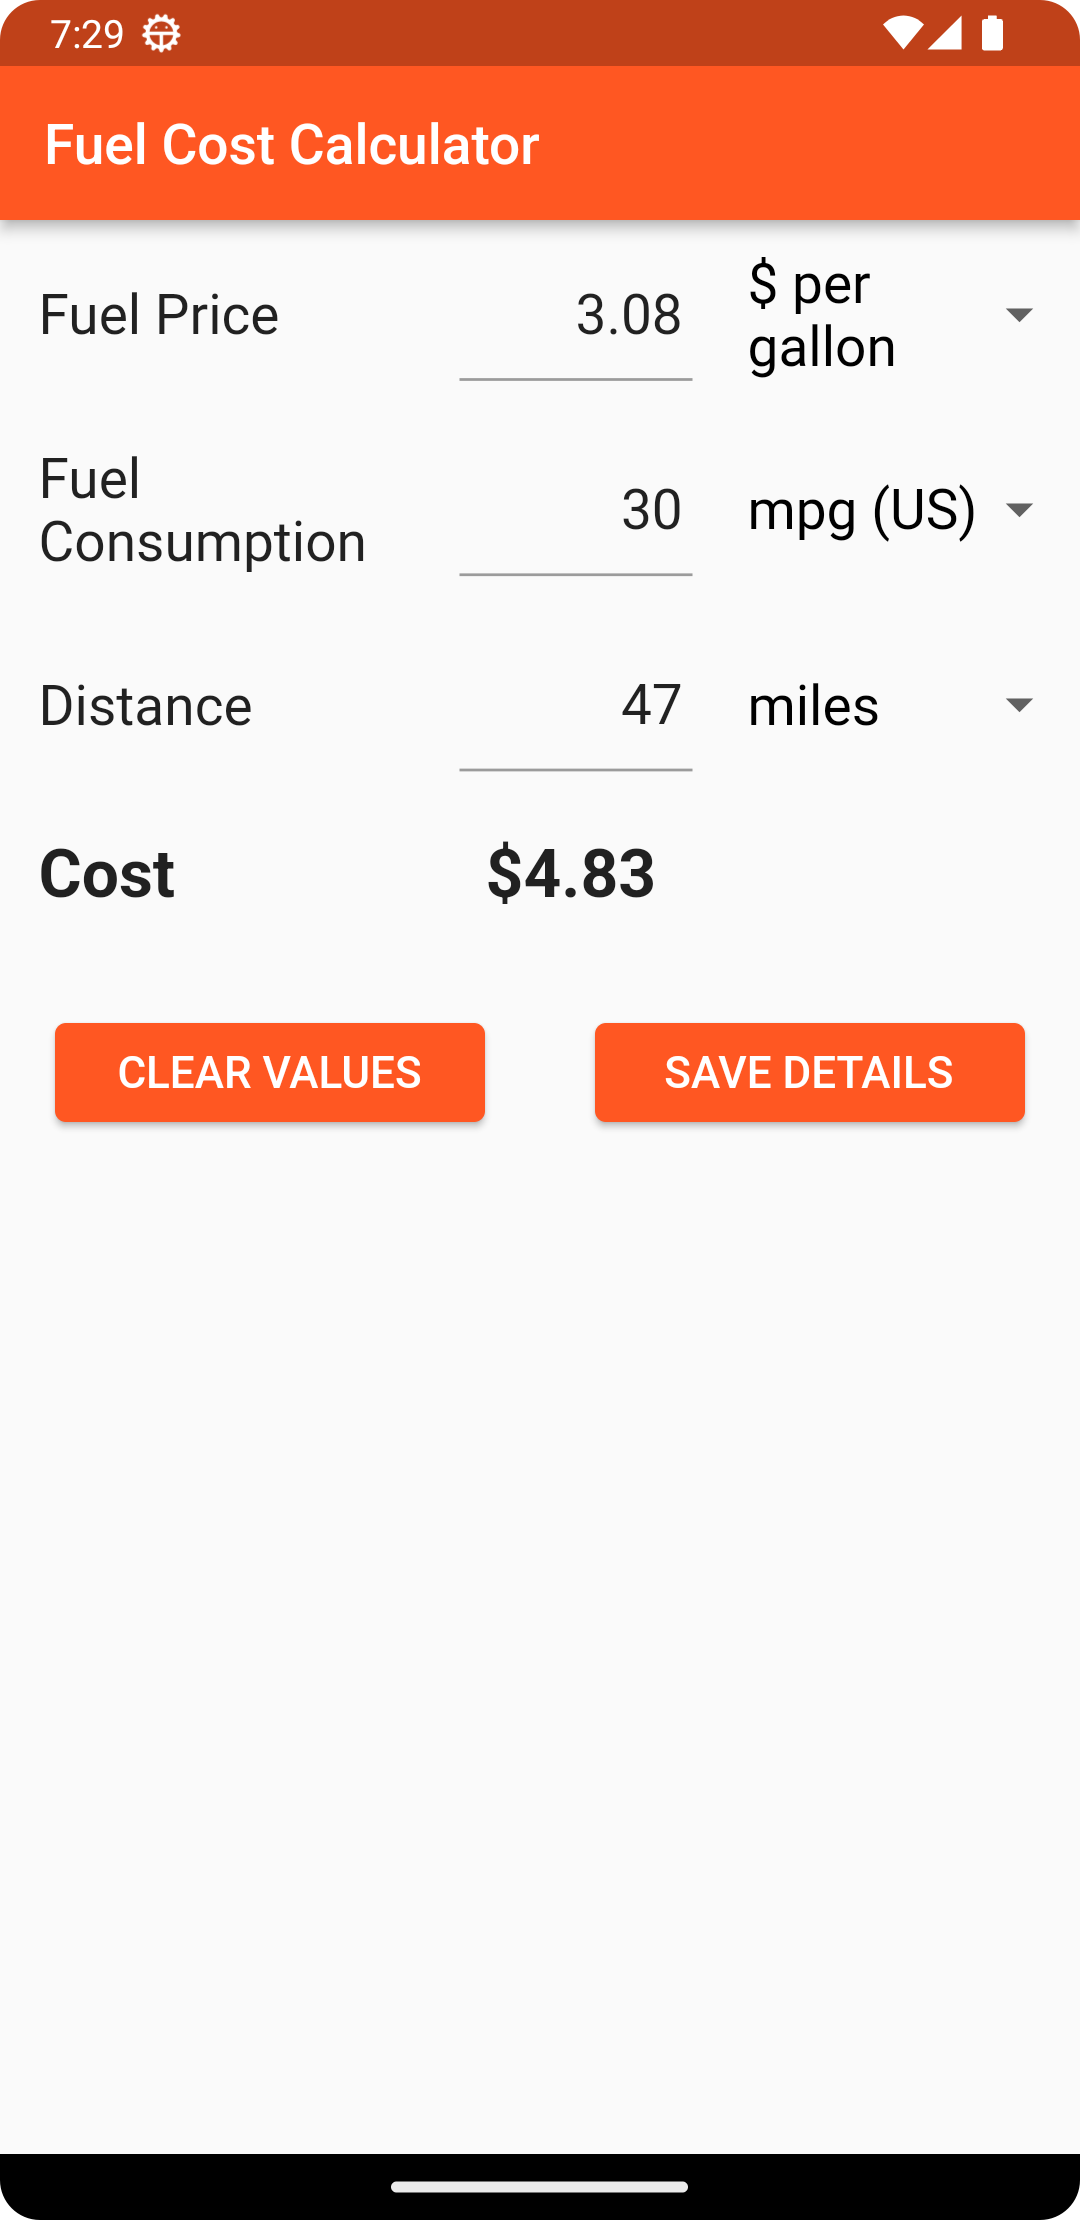 7:29
Fuel Cost Calculator
Fuel Price
3.08
$ per
gallon
Fuel
Consumption
30
mpg (US)
Distance
47
miles
Cost
$4.83
CLEAR VALUES
SAVE DETAILS